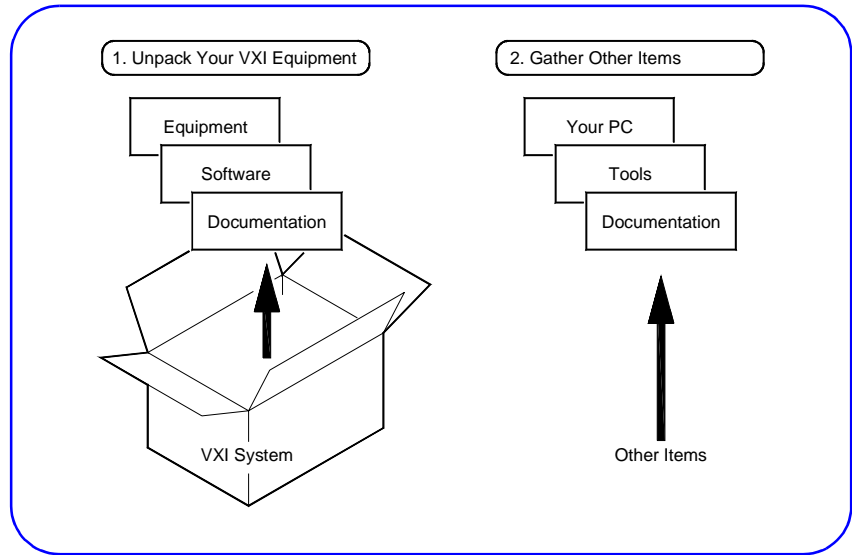 1. Unpack Your VXI Equipment
Equipment
Software
Documentation
VXI System
2. Gather Other Items
Your PC
Tools
Documentation
Other Items